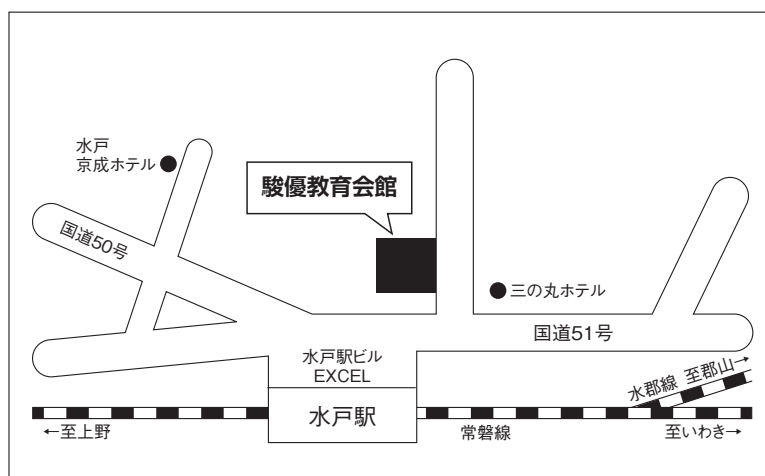 水戸
京成ホテル
駿優教育会館
国道50号
三の丸ホテル
国道51号
水戸駅ビル
EXCEL
水郡線 至郡山→
水戸駅
←至上野
常磐線
至いわき→